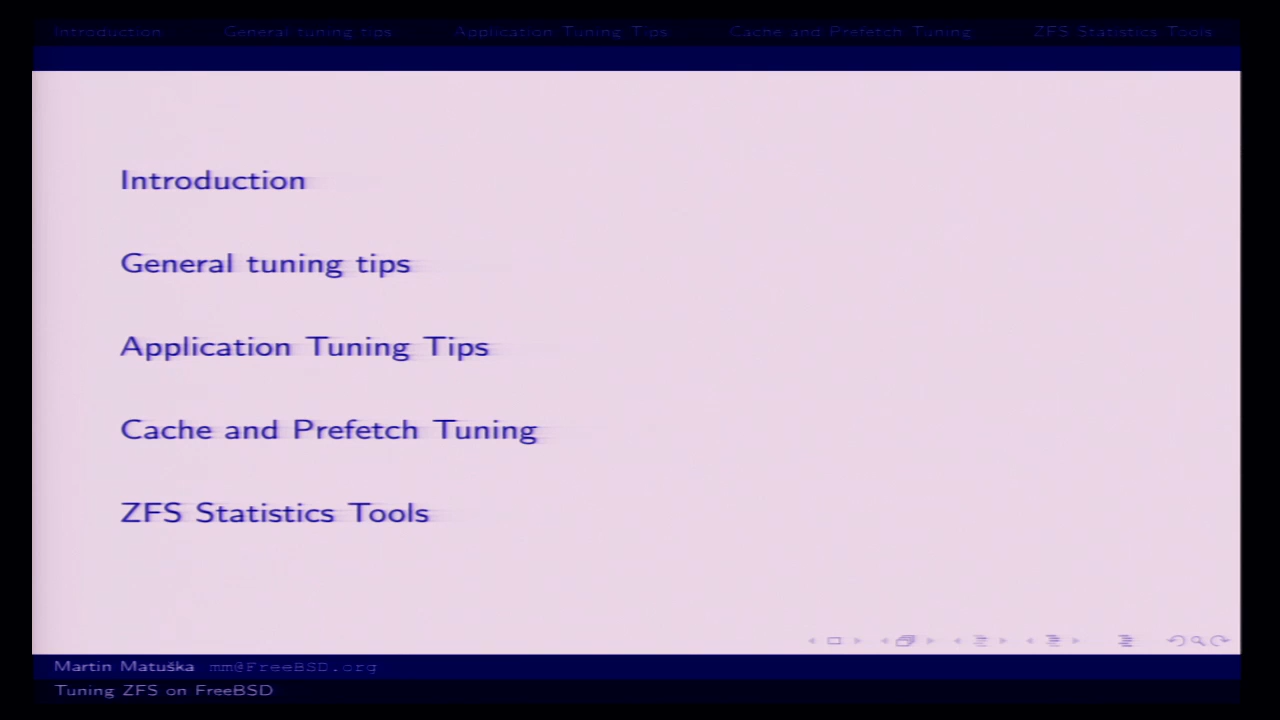 Introduction General tuning tips Application Tuning Tips Cache and Prefetch Tuning ZFS Statistics Tools
Introduction
General tuning tips
Application Tuning Tips
Cache and Prefetch Tuning
ZFS Statistics Tools
Martin Matuška mm@FreeBSD.org
Tuning ZFS on FreeBSD